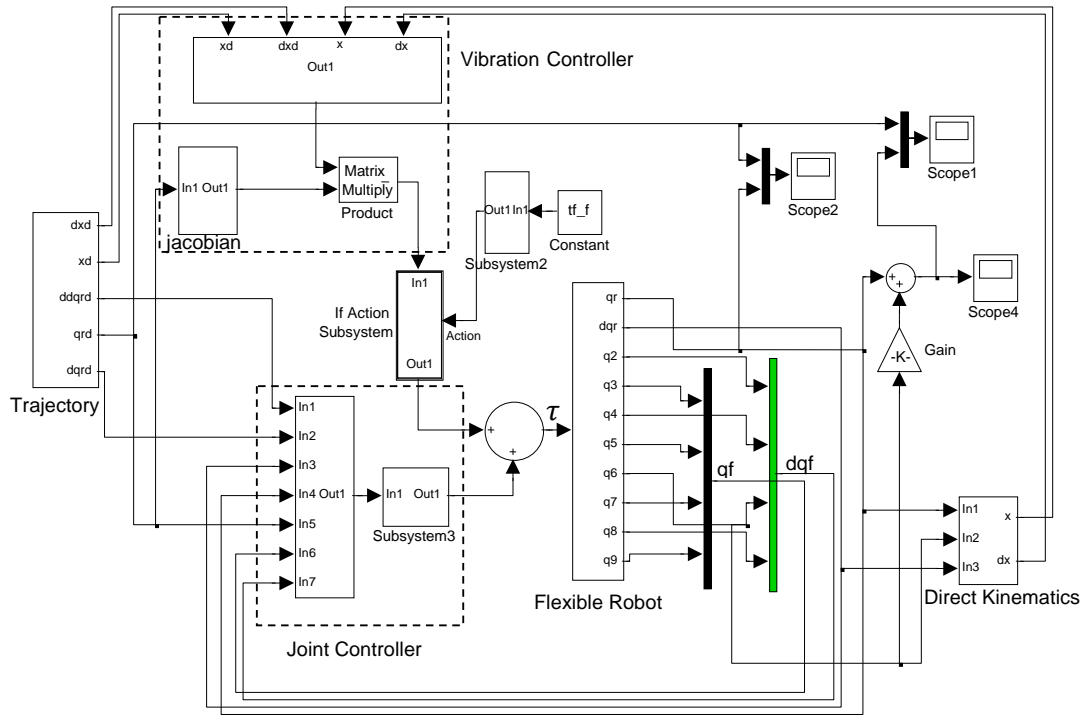 xd
dxd
x
dx
Out1
Vibration Controller
In1 Out1
jacobian
Matrix
Multiply
Product
Out1 In1
Subsystem2
tf_f
Constant
Scope2
Scope1
Scope4
dxd
xd
ddqrd
qrd
dqrd
Trajectory
If Action
Subsystem
In1
Out1
Action
In1
In2
In3
In4 Out1
In5
In6
In7
In1 Out1
Subsystem3
Joint Controller
+
+
τ
qr
dqr
q2
q3
q4
q5
q6
q7
q8
q9
Flexible Robot
qf
dqf
+
+
-K-
Gain
In1
In2
In3
x
dx
Direct Kinematics